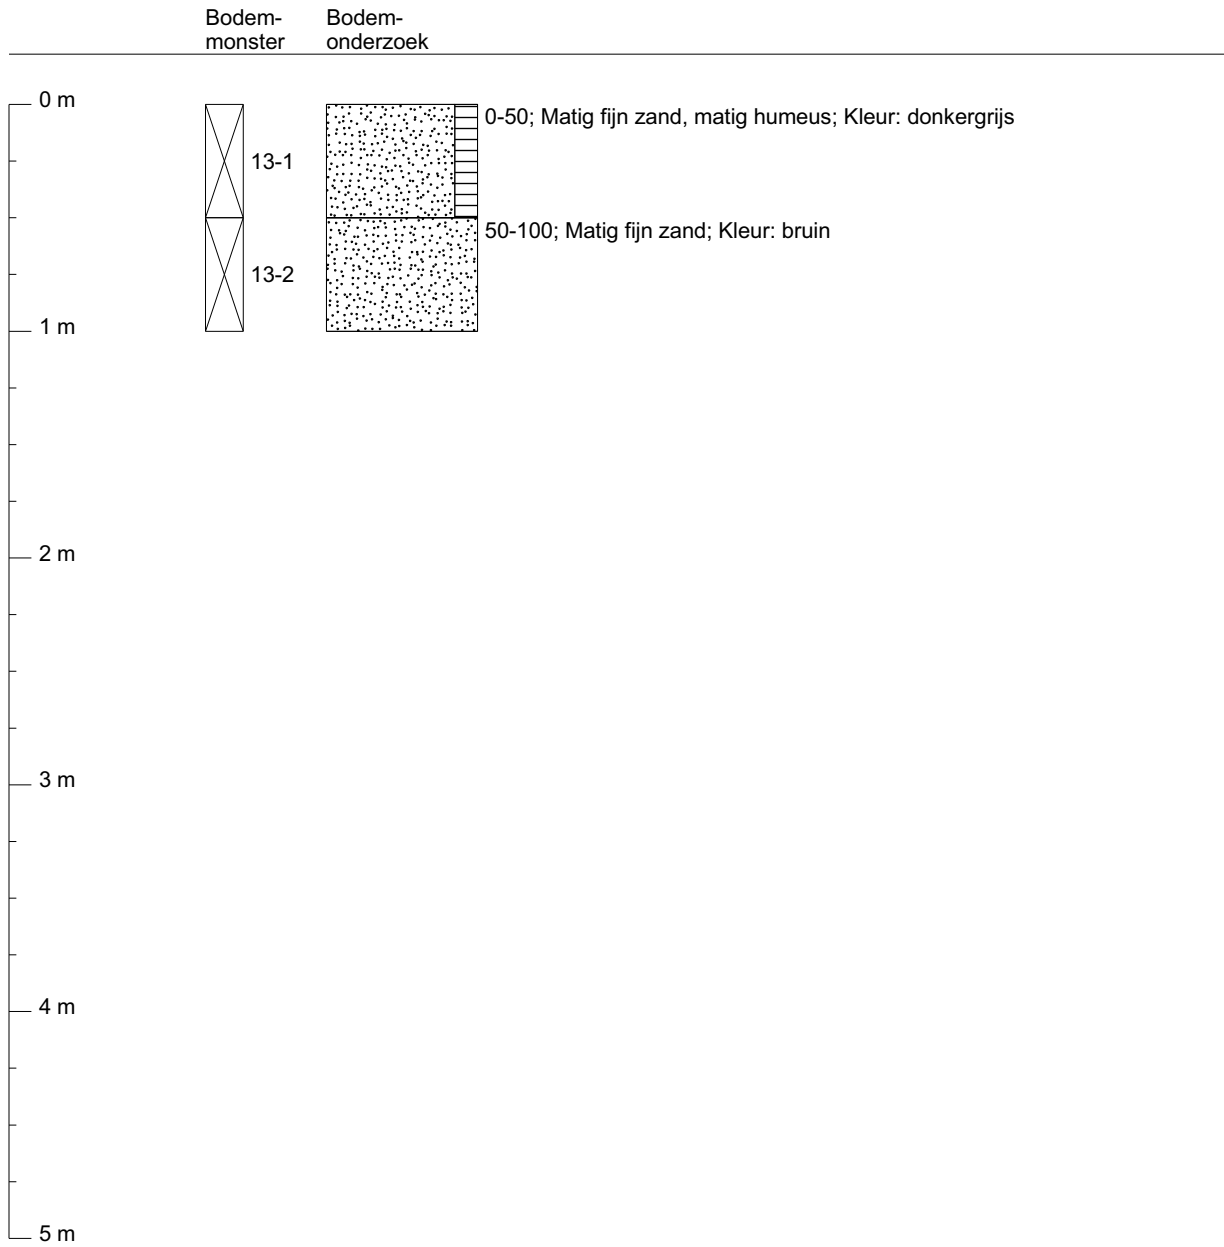 Bodem-
monster
Bodem-
onderzoek
0 m
0-50; Matig fijn zand, matig humeus; Kleur: donkergrijs
13-1
50-100; Matig fijn zand; Kleur: bruin
13-2
1 m
2 m
3 m
4 m
5 m